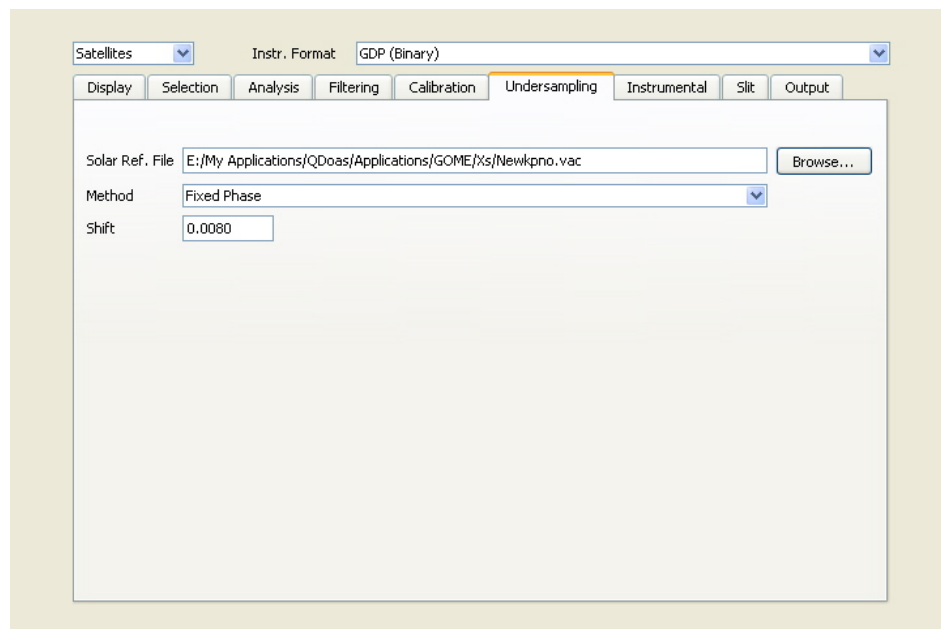 Satellites Instr. Format GDP (Binary)
Display Selection Analysis Filtering Calibration Undersampling Instrumental Slit Output
Solar Ref. File E:/My Applications/QDoas/Applications/GOME/Xs/Newkpno.vac Browse...
Method Fixed Phase
Shift 0.0080